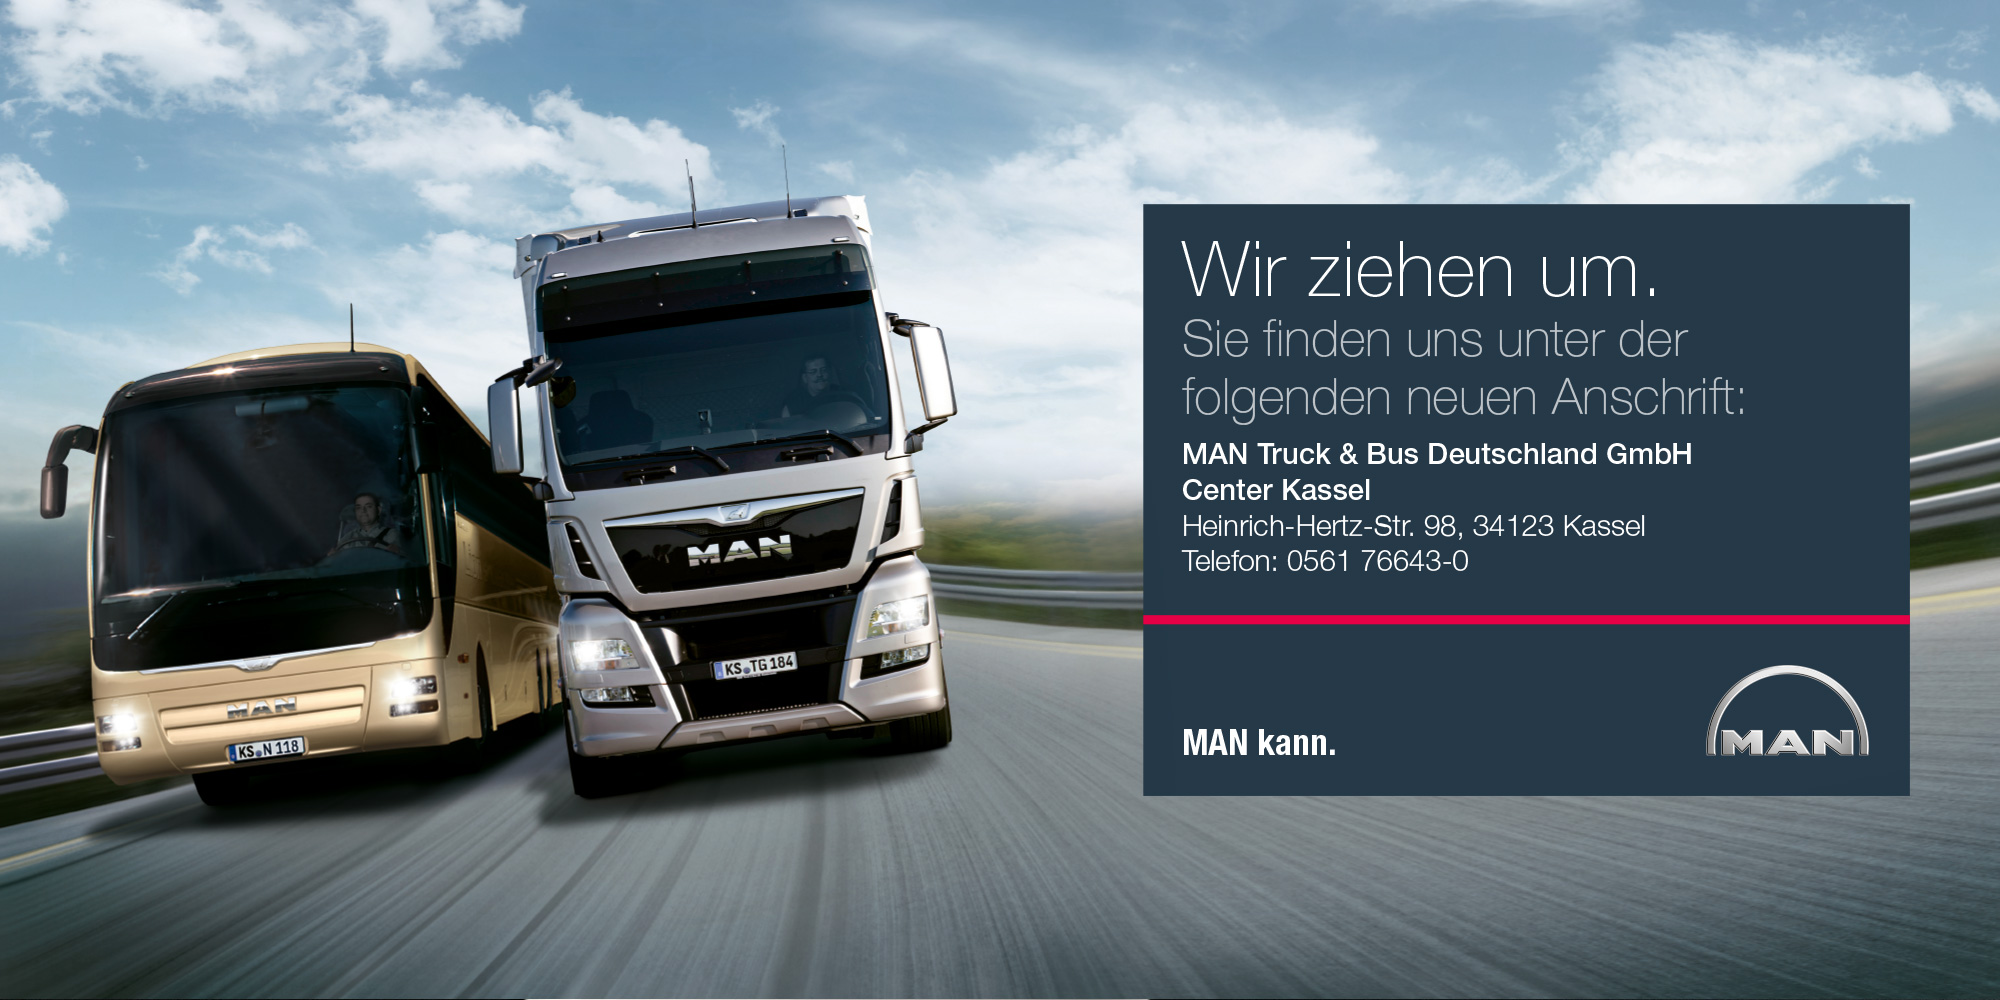 Wir ziehen um.
Sie finden uns unter der
folgenden neuen Anschrift:
MAN Truck & Bus Deutschland GmbH
Center Kassel
Heinrich-Hertz-Str. 98, 34123 Kassel
Telefon: 0561 76643-0
MAN kann.
MAN
MAN
KS TG 184
MAN
KS N 118